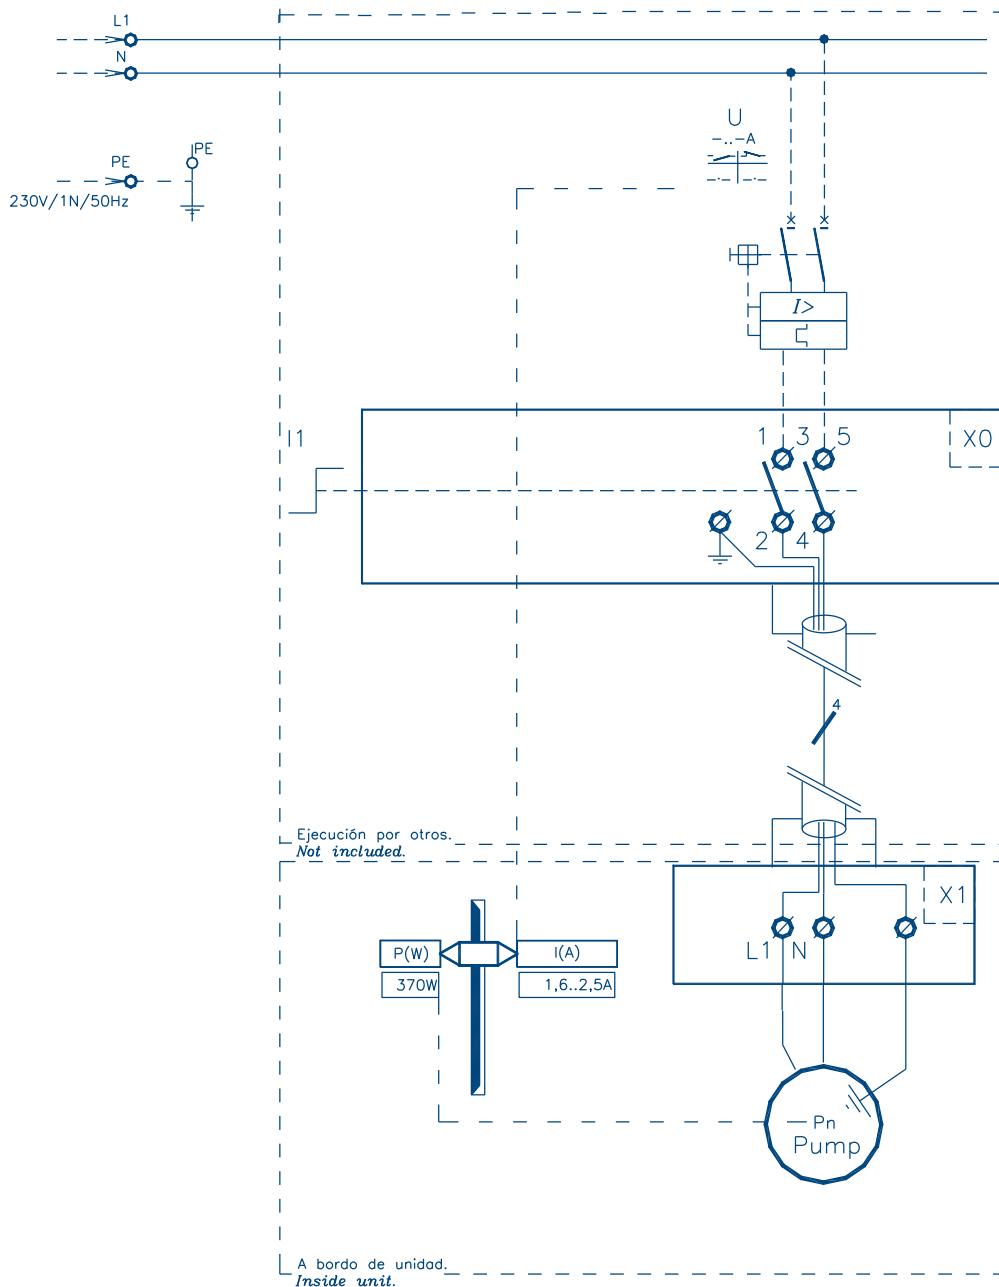 L1
N
PE
PE
230V/1N/50Hz
U
-..-A
I>
I1
1 3 5
X0
2 4
4
Ejecución por otros.
Not included.
X1
L1 N
P(W)
I(A)
370W
1,6..2,5A
Pn
Pump
A bordo de unidad.
Inside unit.